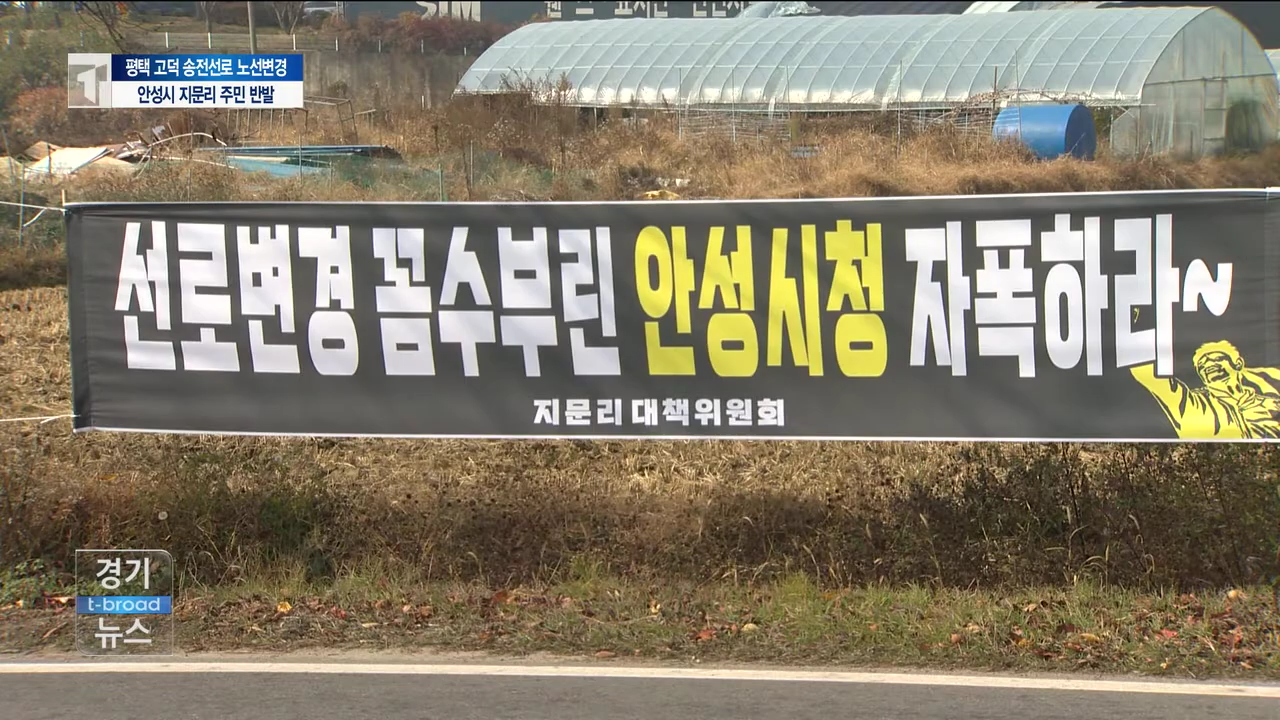 1
평택 고덕 송전선로 노선변경
안성시 지문리 주민 반발
선로변경 꼼수부린 안성시청 자폭하라~
지문리 대책위원회
경기
t-broad
뉴스